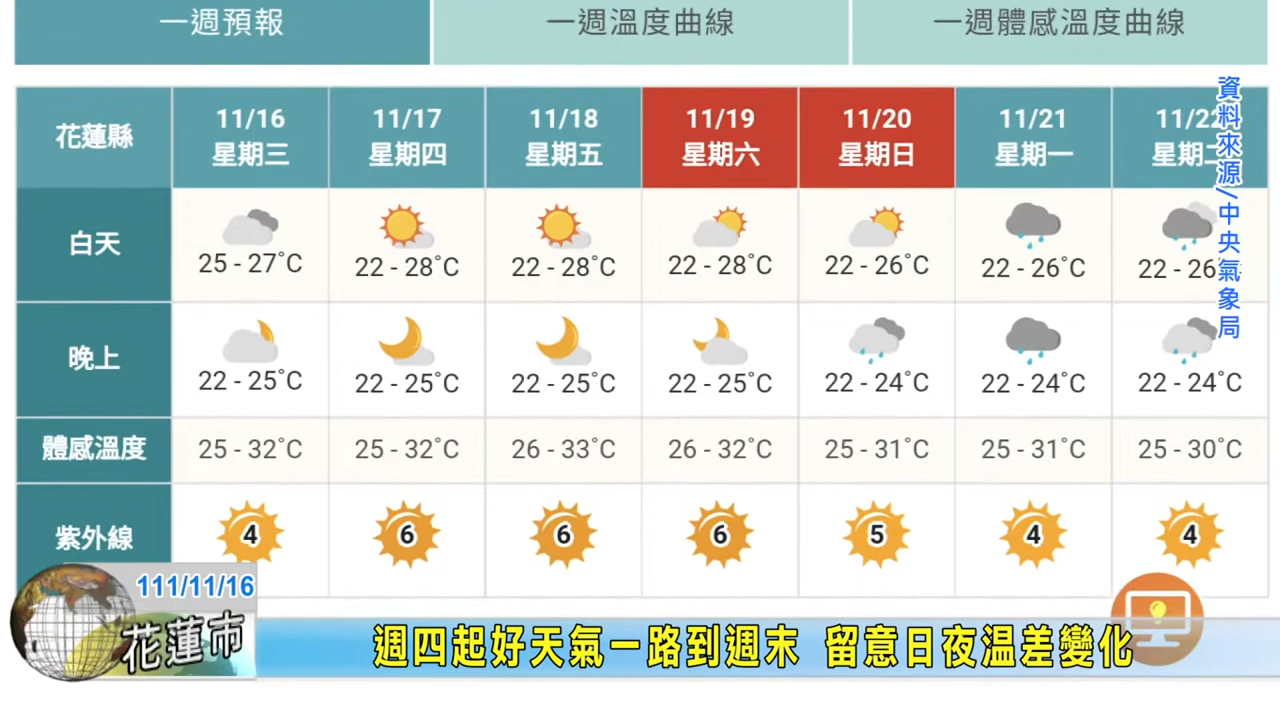 一週預報 一週溫度曲線 一週體感溫度曲線
花蓮縣 11/16 11/17 11/18 11/19 11/20 11/21 11/22
星期三 星期四 星期五 星期六 星期日 星期一 星期二
白天 25 - 27°C 22 - 28°C 22 - 28°C 22 - 28°C 22 - 26°C 22 - 26°C 22 - 26
晚上 22 - 25°C 22 - 25°C 22 - 25°C 22 - 25°C 22 - 24°C 22 - 24°C 22 - 24°C
體感溫度 25 - 32°C 25 - 32°C 26 - 33°C 26 - 32°C 25 - 31°C 25 - 31°C 25 - 30°C
紫外線 4 6 6 6 5 4 4
資料來源/中央氣象局
111/11/16
花蓮市
週四起好天氣一路到週末 留意日夜温差變化